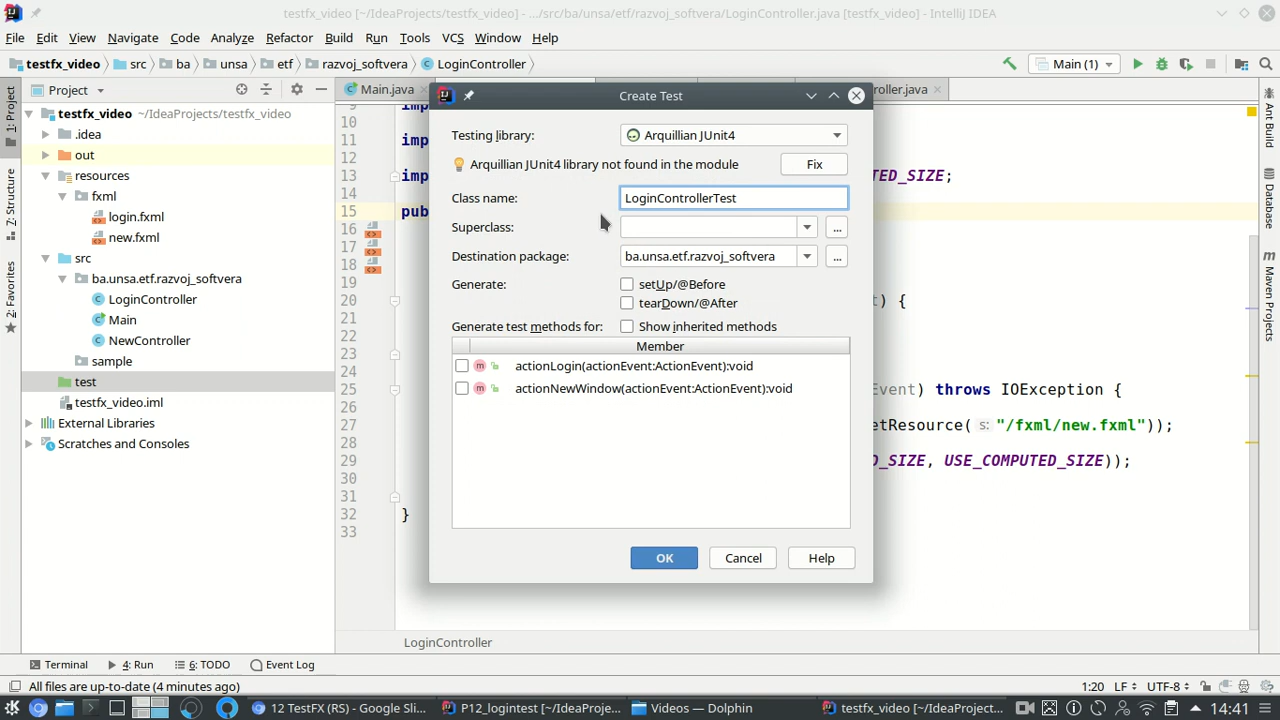 testfx_video [~/IdeaProjects/testfx_video] - .../src/ba/unsa/etf/razvoj_softvera/LoginController.java [testfx_video] - IntelliJ IDEA
File Edit View Navigate Code Analyze Refactor Build Run Tools VCS Window Help
testfx_video src ba unsa etf razvoj_softvera LoginController Main (1)
1: Project
Z: Structure
2: Favorites
Project
testfx_video ~/IdeaProjects/testfx_video
.idea
out
resources
fxml
login.fxml
new.fxml
src
ba.unsa.etf.razvoj_softvera
LoginController
Main
NewController
sample
test
testfx_video.iml
External Libraries
Scratches and Consoles
Main.java
roller.java
9
10
11
12
13 TED_SIZE;
14
15 pub
16
17
18
19
20 t) {
21
22
23
24
25 Event) throws IOException {
26
27 etResource( s: "/fxml/new.fxml"));
28
29 D_SIZE, USE_COMPUTED_SIZE));
30
31
32 }
33
Create Test
Testing library: Arquillian JUnit4
Arquillian JUnit4 library not found in the module Fix
Class name: LoginControllerTest
Superclass: ...
Destination package: ba.unsa.etf.razvoj_softvera ...
Generate: setUp/@Before
tearDown/@After
Generate test methods for: Show inherited methods
Member
m actionLogin(actionEvent:ActionEvent):void
m actionNewWindow(actionEvent:ActionEvent):void
OK Cancel Help
Ant Build
Database
Maven Projects
LoginController
Terminal 4: Run 6: TODO Event Log
All files are up-to-date (4 minutes ago) 1:20 LF UTF-8
12 TestFX (RS) - Google Sli... P12_logintest [~/IdeaProje... Videos — Dolphin testfx_video [~/IdeaProject... 14:41